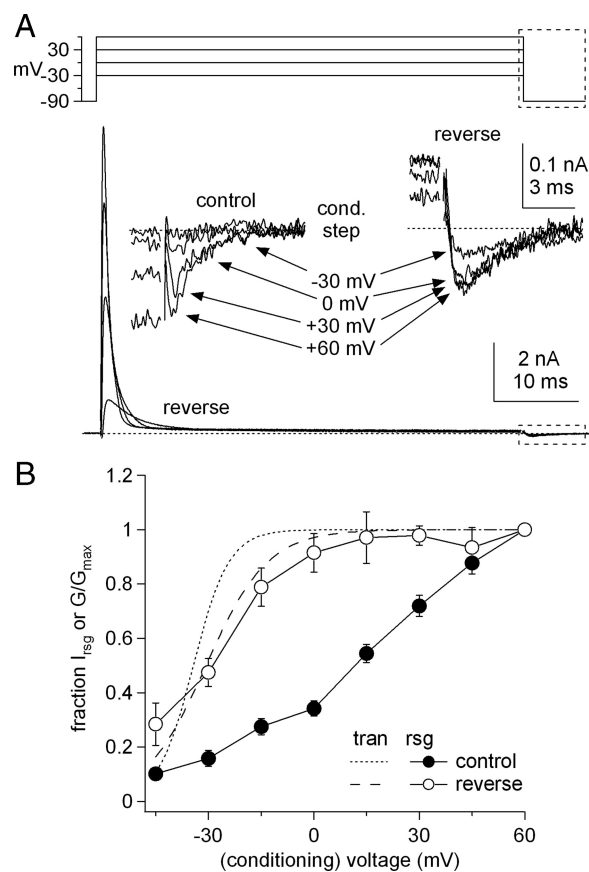 A
30
mV
-30
-90
reverse
0.1 nA
3 ms
control
cond.
step
-30 mV
0 mV
+30 mV
+60 mV
2 nA
10 ms
reverse
B
1.2
1
0.8
0.6
0.4
0.2
0
fraction Irsg or G/Gmax
tran rsg
control
reverse
-30 0 30 60
(conditioning) voltage (mV)